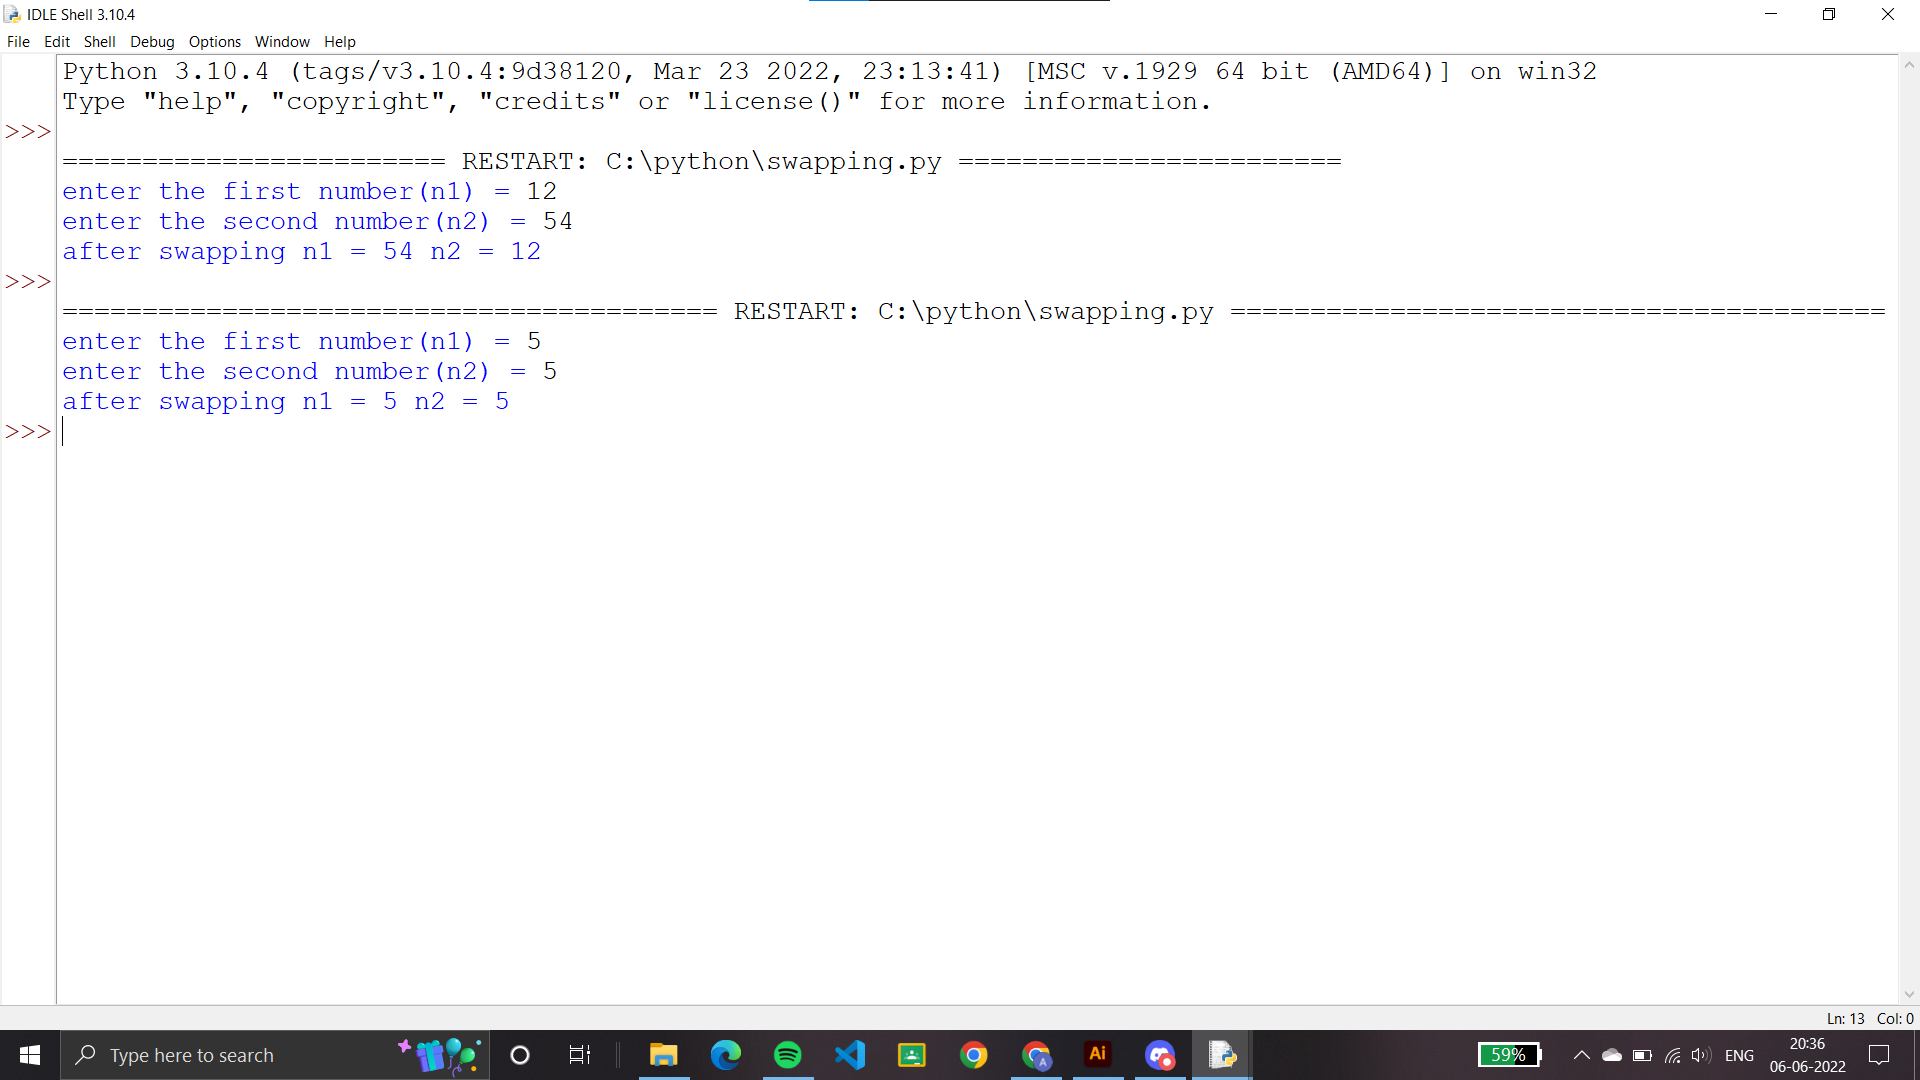 IDLE Shell 3.10.4
File Edit Shell Debug Options Window Help
Python 3.10.4 (tags/v3.10.4:9d38120, Mar 23 2022, 23:13:41) [MSC v.1929 64 bit (AMD64)] on win32
Type "help", "copyright", "credits" or "license()" for more information.
>>>
======================== RESTART: C:\python\swapping.py ========================
enter the first number(n1) = 12
enter the second number(n2) = 54
after swapping n1 = 54 n2 = 12
>>>
========================================= RESTART: C:\python\swapping.py =========================================
enter the first number(n1) = 5
enter the second number(n2) = 5
after swapping n1 = 5 n2 = 5
>>>
Ln: 13 Col: 0
Type here to search
Ai
A
59%
ENG
20:36
06-06-2022